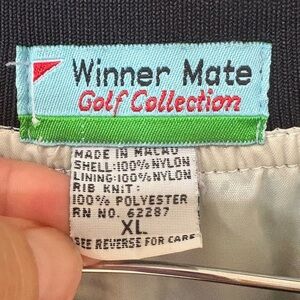 Winner Mate
Golf Collection
MADE IN MACAU
SHELL:100%NYLON
LINING:100%NYLON
RIB KNIT:
100% POLYESTER
RN NO. 62287
XL
SEE REVERSE FOR CARE